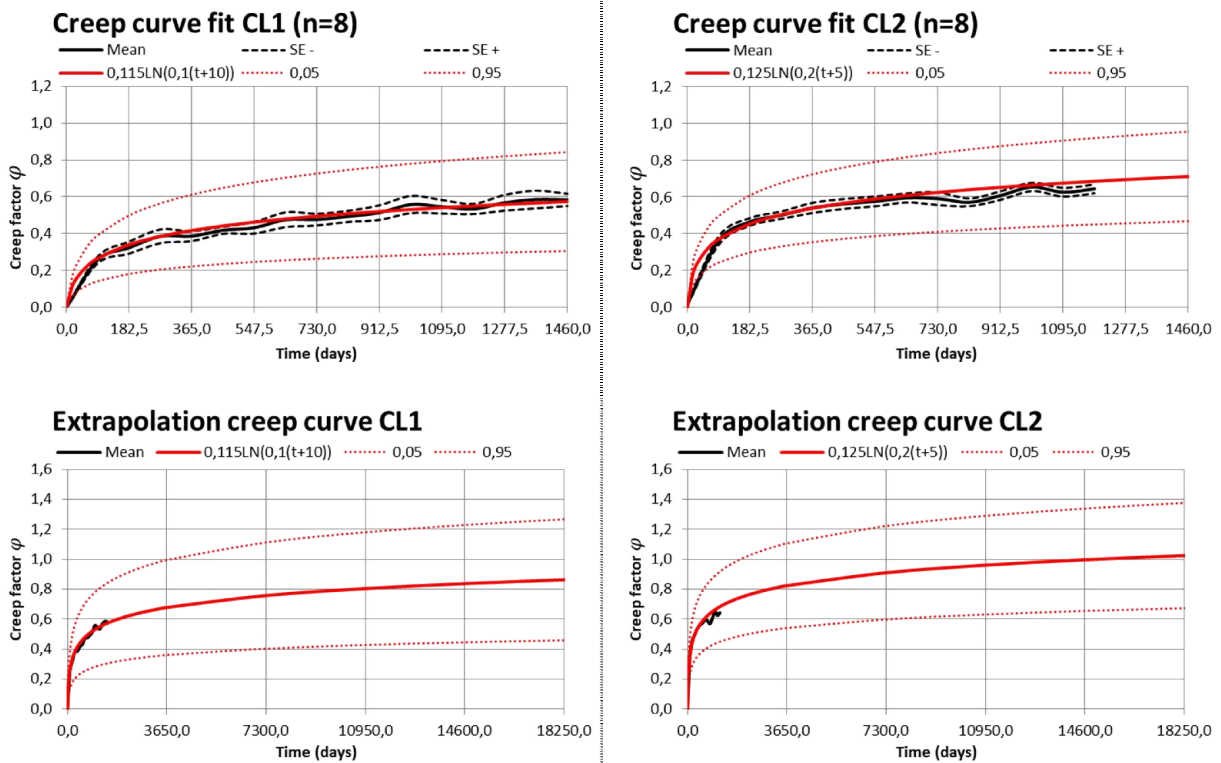 Creep curve fit CL1 (n=8)
Mean SE - SE +
0,115LN(0,1(t+10)) 0,05 0,95
1,2
1,0
0,8
0,6
0,4
0,2
0,0
Creep factor φ
0,0 182,5 365,0 547,5 730,0 912,5 1095,0 1277,5 1460,0
Time (days)
Creep curve fit CL2 (n=8)
Mean SE - SE +
0,125LN(0,2(t+5)) 0,05 0,95
1,2
1,0
0,8
0,6
0,4
0,2
0,0
Creep factor φ
0,0 182,5 365,0 547,5 730,0 912,5 1095,0 1277,5 1460,0
Time (days)
Extrapolation creep curve CL1
Mean 0,115LN(0,1(t+10)) 0,05 0,95
1,6
1,4
1,2
1,0
0,8
0,6
0,4
0,2
0,0
Creep factor φ
0,0 3650,0 7300,0 10950,0 14600,0 18250,0
Time (days)
Extrapolation creep curve CL2
Mean 0,125LN(0,2(t+5)) 0,05 0,95
1,6
1,4
1,2
1,0
0,8
0,6
0,4
0,2
0,0
Creep factor φ
0,0 3650,0 7300,0 10950,0 14600,0 18250,0
Time (days)